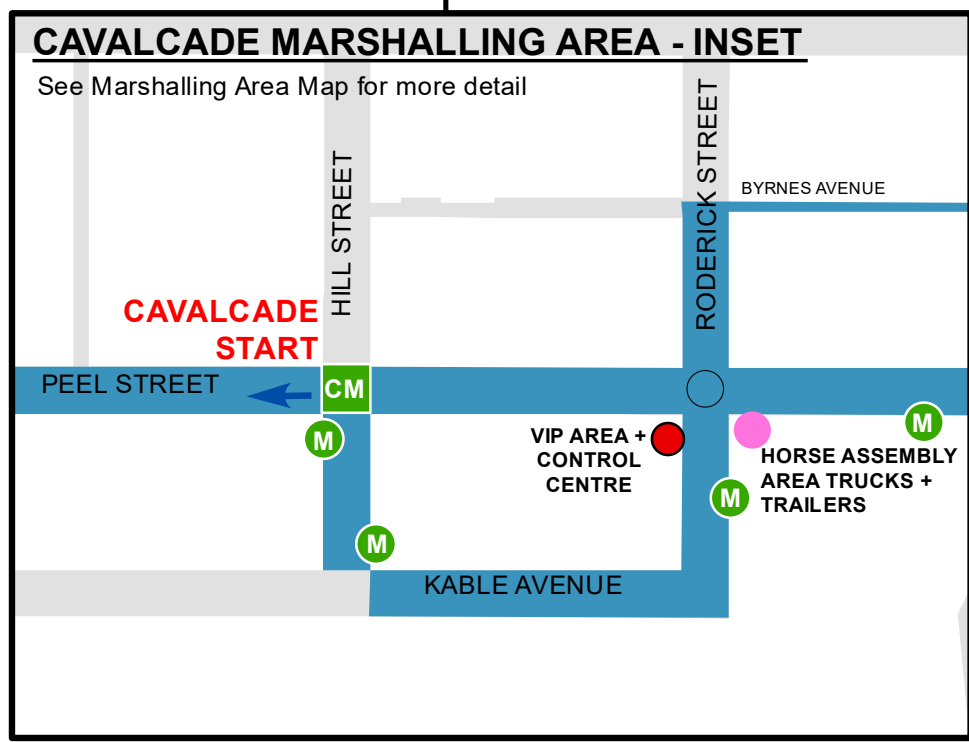 CAVALCADE MARSHALLING AREA - INSET
See Marshalling Area Map for more detail
HILL STREET
RODERICK STREET
BYRNES AVENUE
CAVALCADE
START
PEEL STREET
CM
M
VIP AREA +
CONTROL
CENTRE
M
HORSE ASSEMBLY
AREA TRUCKS +
TRAILERS
M
M
KABLE AVENUE